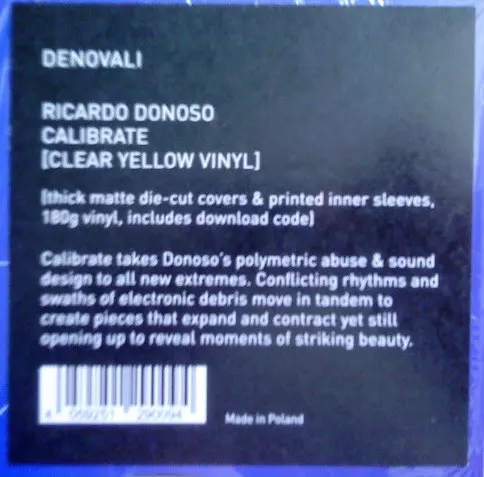 DENOVALI
RICARDO DONOSO
CALIBRATE
[CLEAR YELLOW VINYL]
[thick matte die-cut covers & printed inner sleeves,
180g vinyl, includes download code]
Calibrate takes Donoso's polymetric abuse & sound
design to all new extremes. Conflicting rhythms and
swaths of electronic debris move in tandem to
create pieces that expand and contract yet still
opening up to reveal moments of striking beauty.
Made in Poland